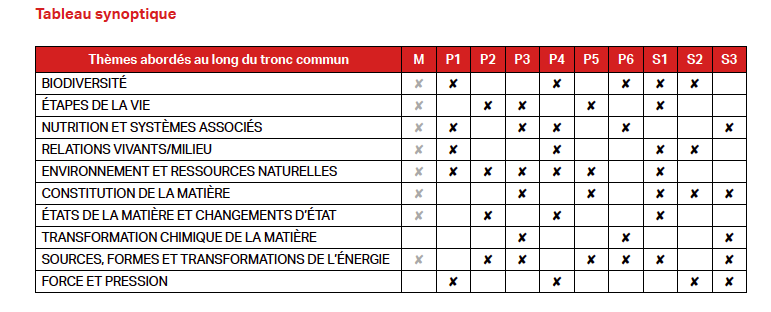 Tableau synoptique
Thèmes abordés au long du tronc commun M P1 P2 P3 P4 P5 P6 S1 S2 S3
BIODIVERSITÉ ✘ ✘ ✘ ✘ ✘ ✘
ÉTAPES DE LA VIE ✘ ✘ ✘ ✘ ✘
NUTRITION ET SYSTÈMES ASSOCIÉS ✘ ✘ ✘ ✘ ✘ ✘
RELATIONS VIVANTS/MILIEU ✘ ✘ ✘ ✘ ✘
ENVIRONNEMENT ET RESSOURCES NATURELLES ✘ ✘ ✘ ✘ ✘ ✘ ✘
CONSTITUTION DE LA MATIÈRE ✘ ✘ ✘ ✘ ✘ ✘
ÉTATS DE LA MATIÈRE ET CHANGEMENTS D’ÉTAT ✘ ✘ ✘ ✘
TRANSFORMATION CHIMIQUE DE LA MATIÈRE ✘ ✘ ✘
SOURCES, FORMES ET TRANSFORMATIONS DE L’ÉNERGIE ✘ ✘ ✘ ✘ ✘ ✘ ✘
FORCE ET PRESSION ✘ ✘ ✘ ✘